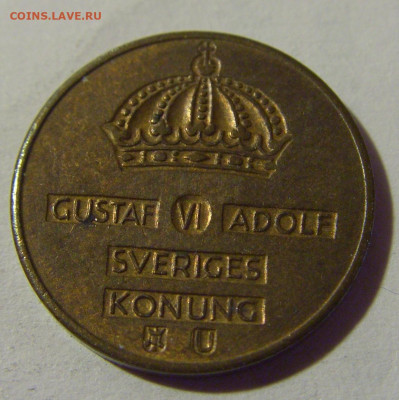 COINS.LAVE.RU
GUSTAF VI ADOLF
SVERIGES
KONUNG
U